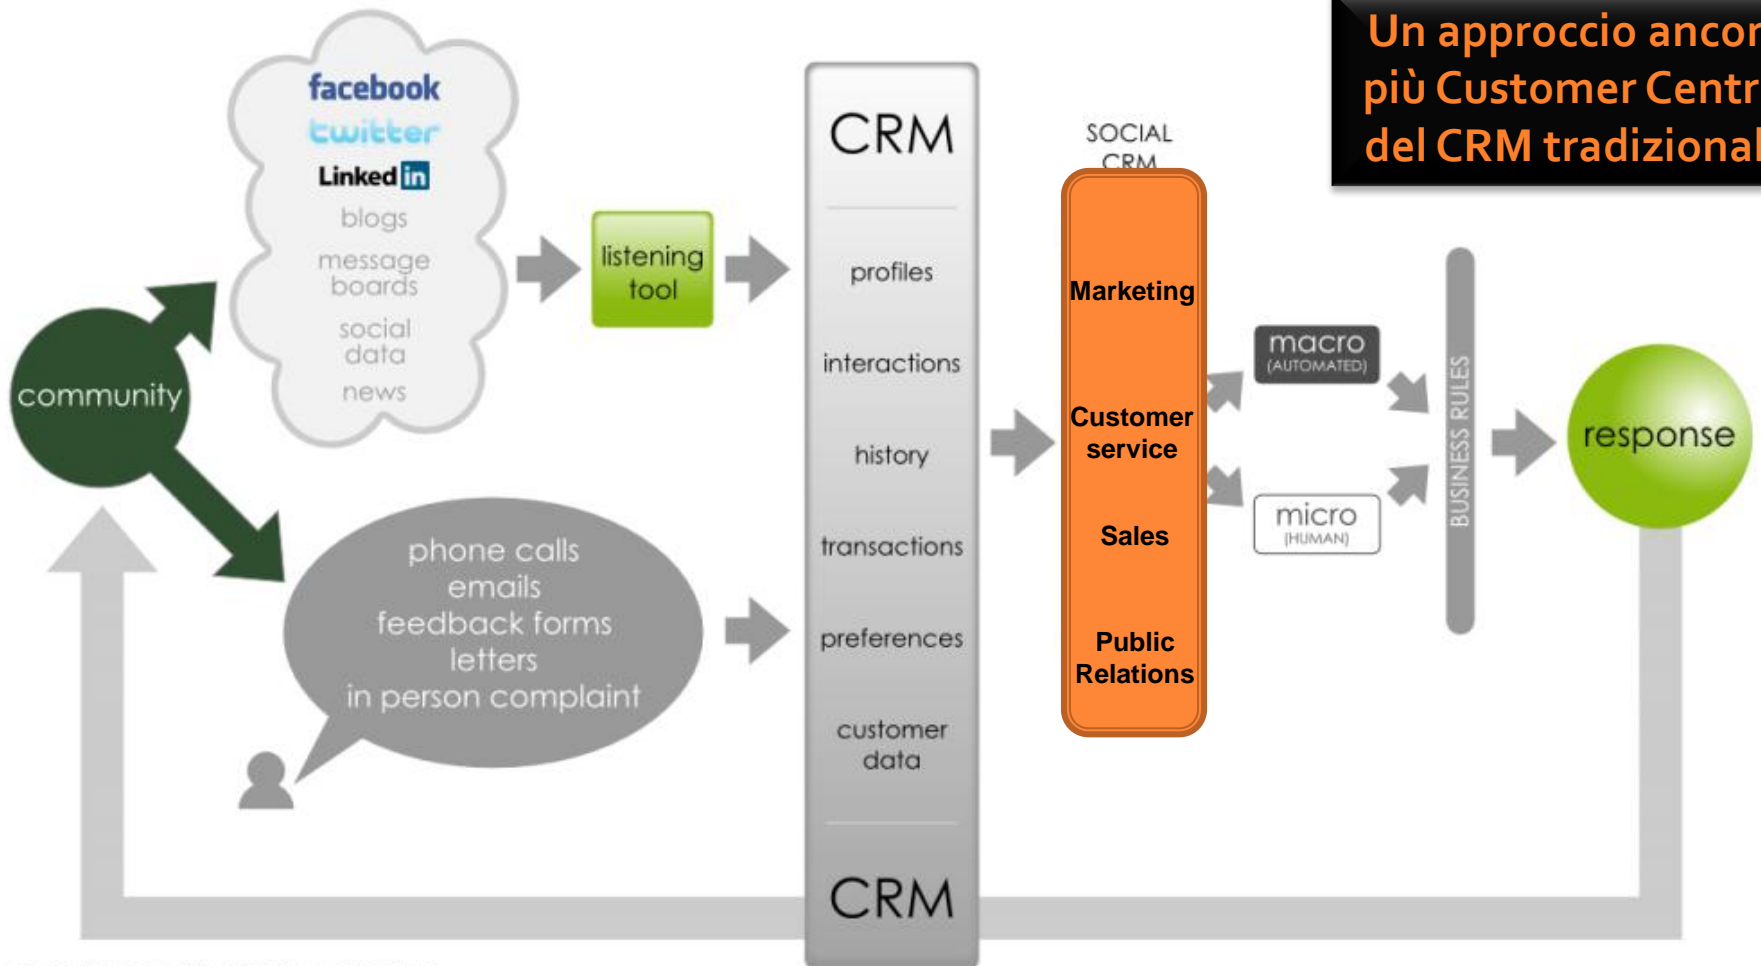 Un approccio ancor
più Customer Centr
del CRM tradizional
facebook
twitter
Linked in
blogs
message
boards
social
data
news
community
listening
tool
phone calls
emails
feedback forms
letters
in person complaint
CRM
profiles
interactions
history
transactions
preferences
customer
data
CRM
SOCIAL
CRM
Marketing
Customer
service
Sales
Public
Relations
macro
(AUTOMATED)
micro
(HUMAN)
BUSINESS RULES
response